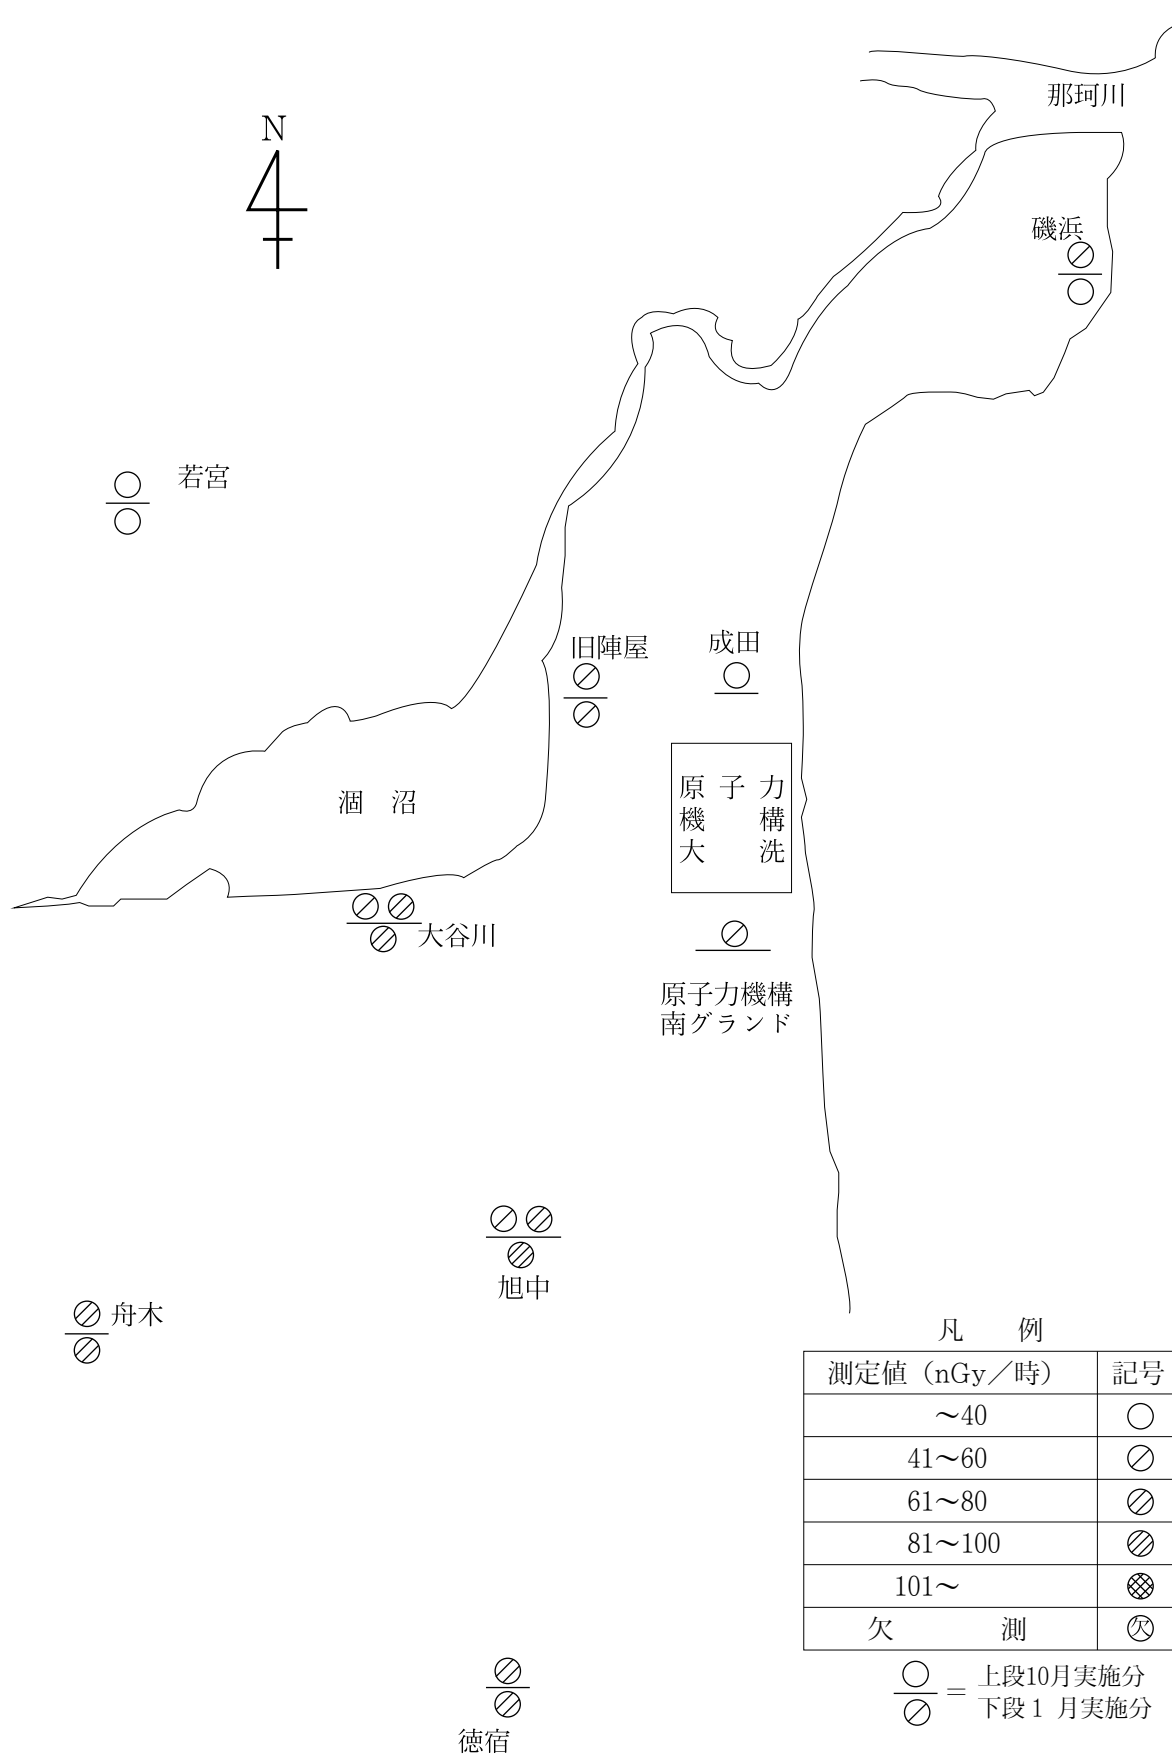 那珂川
N
磯浜
若宮
旧陣屋
成田
原子力
機構
大洗
涸沼
大谷川
原子力機構
南グランド
旭中
舟木
凡 例
測定値（nGy／時） 記号
～40
41～60
61～80
81～100
101～
欠 測 欠
＝ 上段10月実施分
下段１月実施分
徳宿